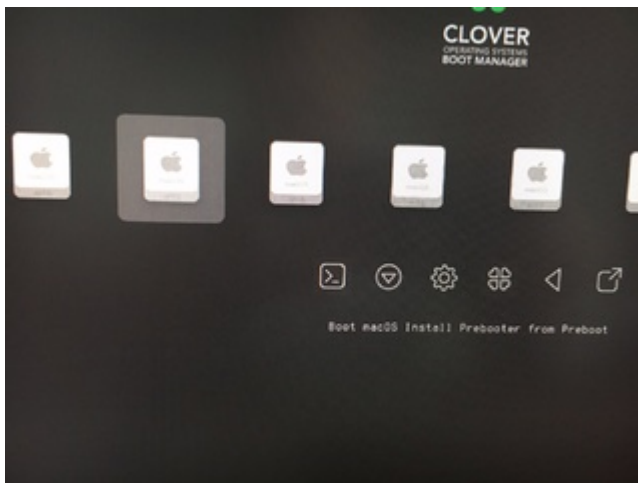 CLOVER
OPERATING SYSTEMS
BOOT MANAGER
Boot macOS Install Prebooter from Preboot